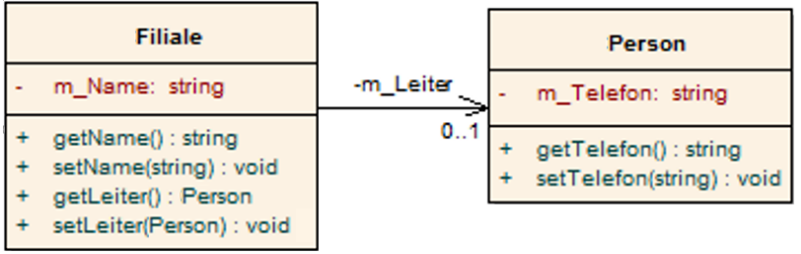 Filiale
- m_Name: string
+ getName() : string
+ setName(string) : void
+ getLeiter() : Person
+ setLeiter(Person) : void
-m_Leiter
0..1
Person
- m_Telefon: string
+ getTelefon() : string
+ setTelefon(string) : void